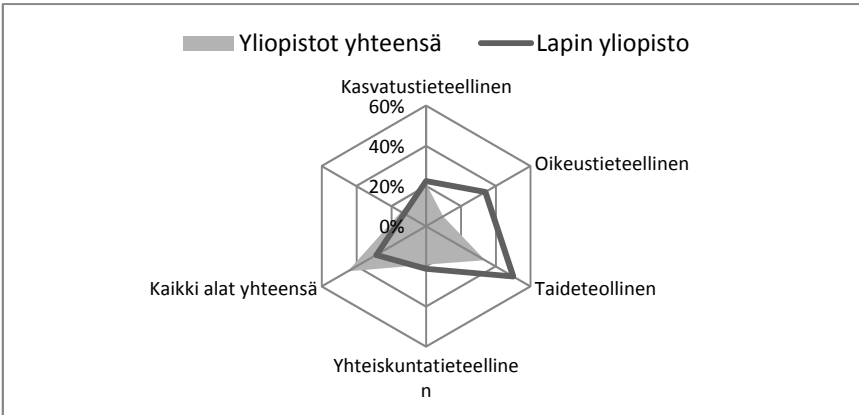 Yliopistot yhteensä Lapin yliopisto
Kasvatustieteellinen
60%
40%
Oikeustieteellinen
20%
0%
Kaikki alat yhteensä Taideteollinen
Yhteiskuntatieteelline
n